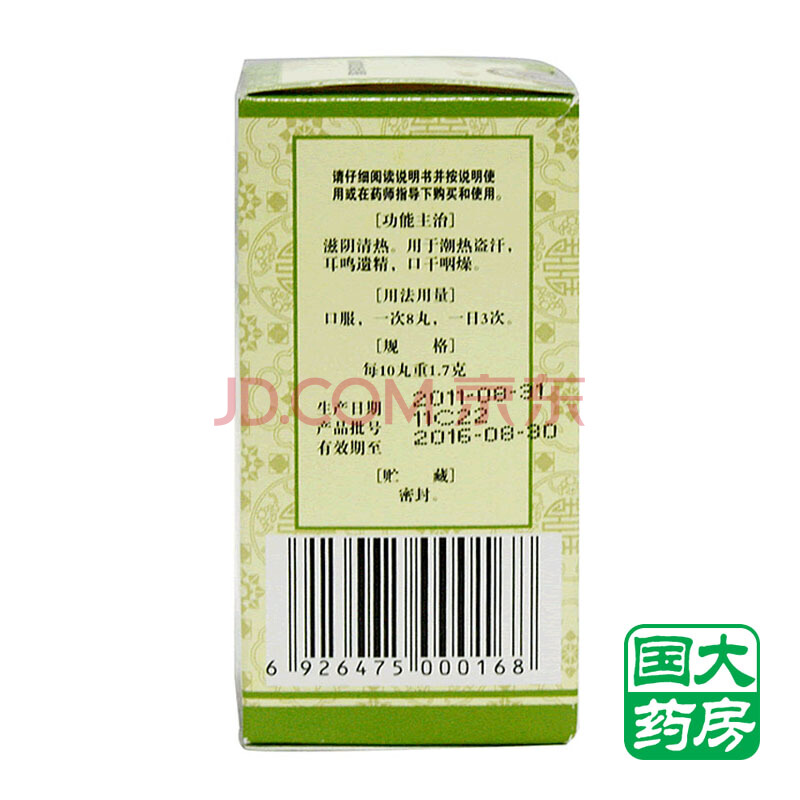 请仔细阅读说明书并按说明使
用或在药师指导下购买和使用。
[功能主治]
滋阴清热。用于潮热盗汗，
耳鸣遗精，口干咽燥。
[用法用量]
口服，一次8丸，一日3次。
[规 格]
每10丸重1.7克
JD.COM 京东
生产日期 2011-08-31
产品批号 11C22
有效期至 2016-08-30
[贮 藏]
密封。
6 926475 000168
国大
药房